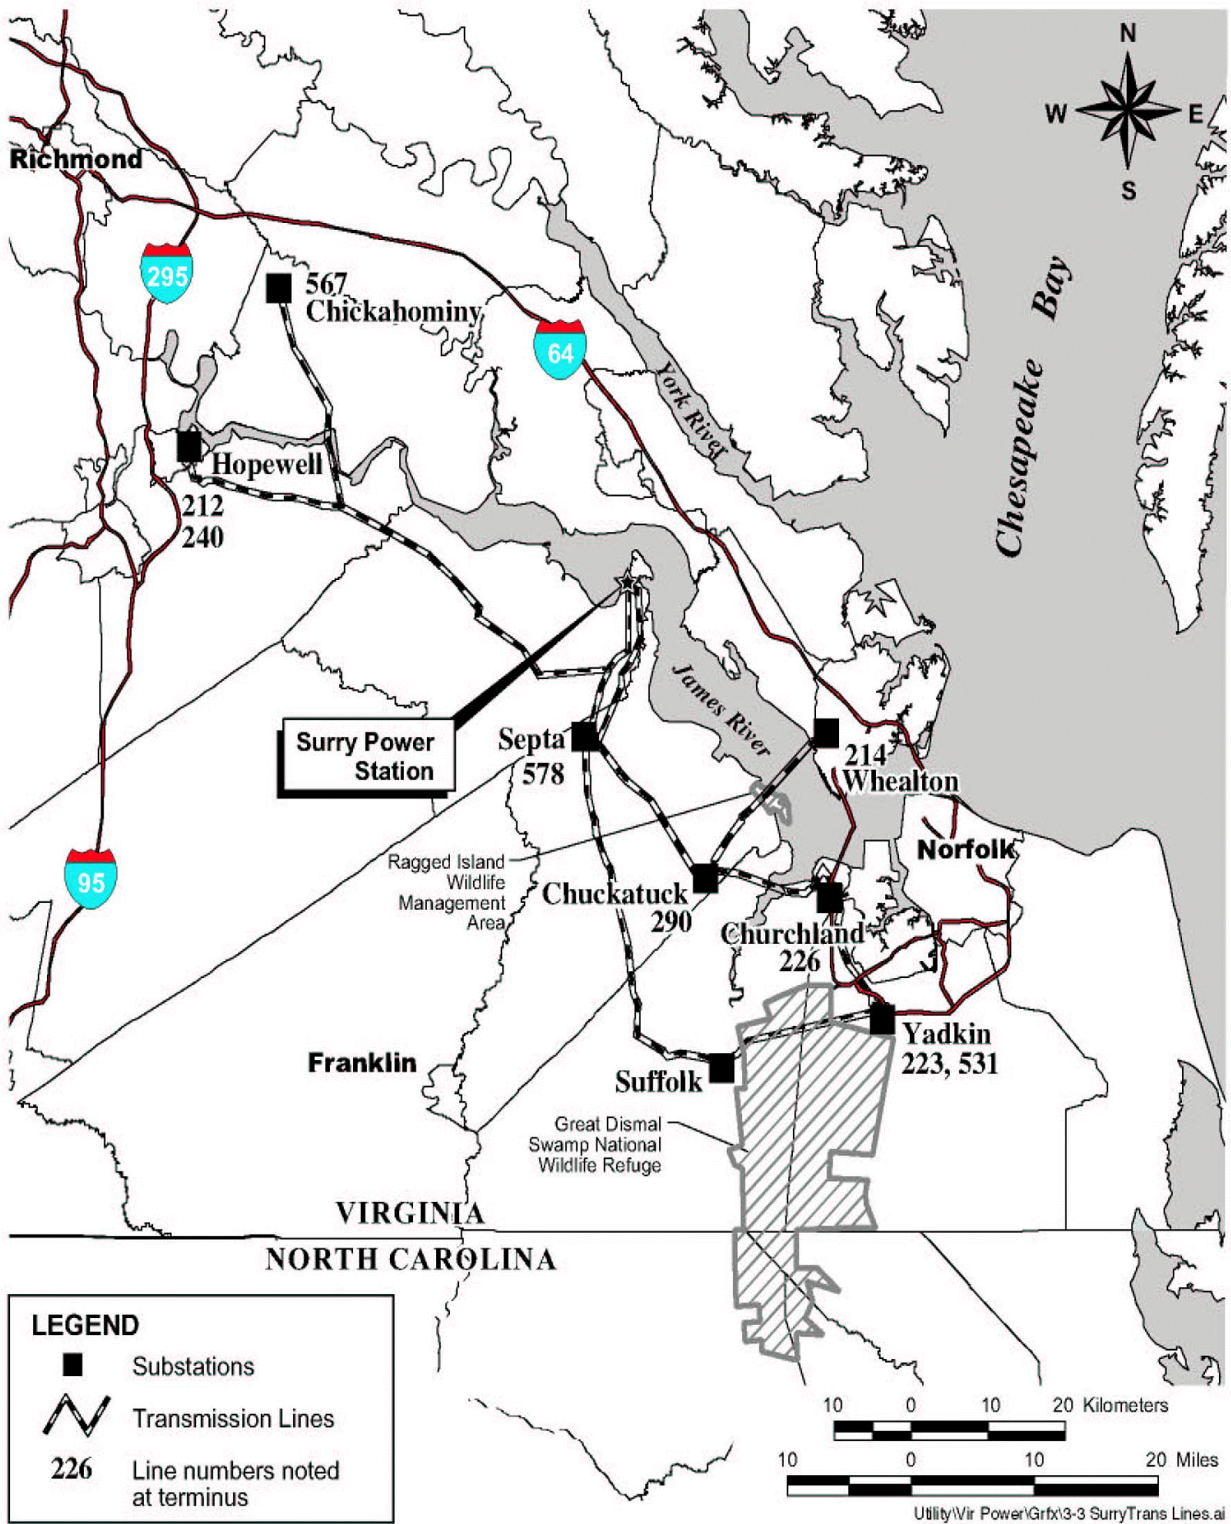 N
W E
S
Richmond
295
567
Chickahominy
64
York River
Chesapeake Bay
Hopewell
212
240
James River
Surry Power
Station
Septa
578
214
Whealton
95
Ragged Island
Wildlife
Management
Area
Norfolk
Chuckatuck
290
Churchland
226
Yadkin
223, 531
Franklin
Suffolk
Great Dismal
Swamp National
Wildlife Refuge
VIRGINIA
NORTH CAROLINA
LEGEND
Substations
Transmission Lines
226 Line numbers noted
at terminus
10 0 10 20 Kilometers
10 0 10 20 Miles
Utility\Vir Power\Grfx\3-3 SurryTrans Lines.ai